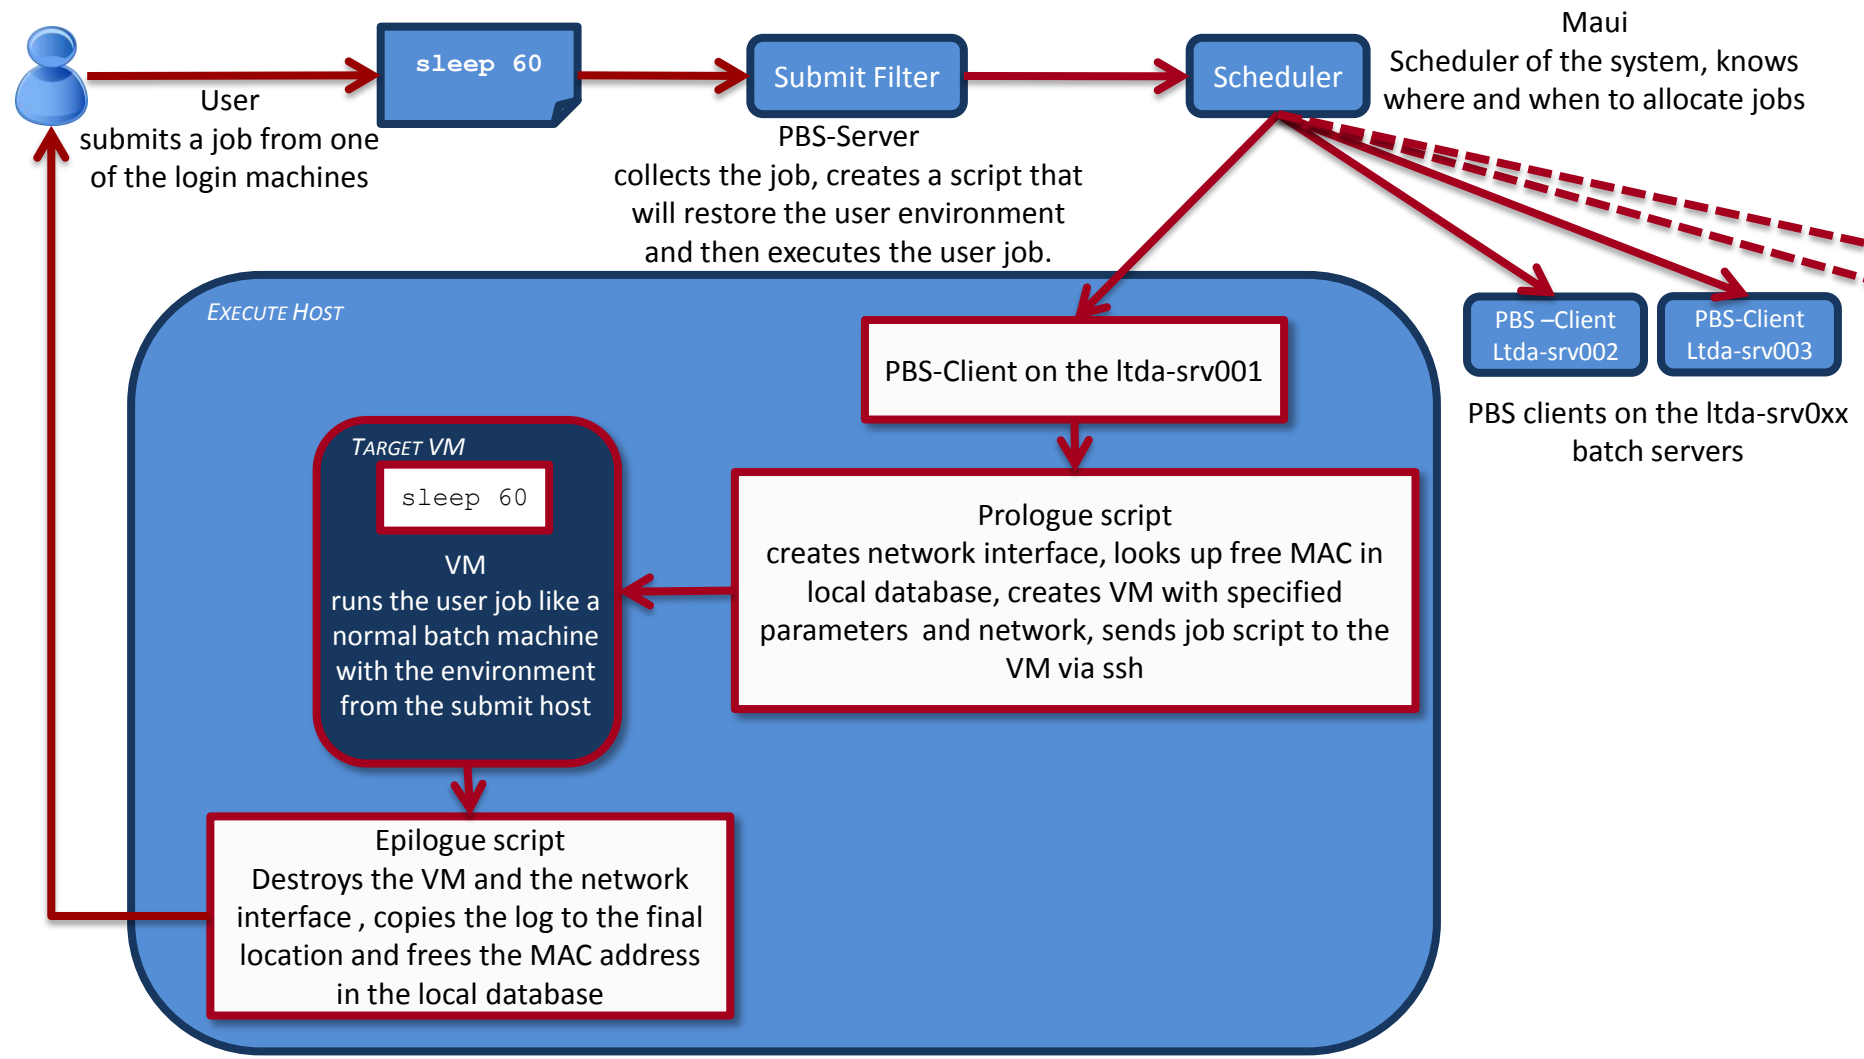 sleep 60
User
submits a job from one
of the login machines
Submit Filter
PBS-Server
collects the job, creates a script that
will restore the user environment
and then executes the user job.
Scheduler
Maui
Scheduler of the system, knows
where and when to allocate jobs
PBS –Client
Ltda-srv002
PBS-Client
Ltda-srv003
PBS clients on the ltda-srv0xx
batch servers
EXECUTE HOST
PBS-Client on the ltda-srv001
Prologue script
creates network interface, looks up free MAC in
local database, creates VM with specified
parameters  and network, sends job script to the
VM via ssh
TARGET VM
sleep 60
VM
runs the user job like a
normal batch machine
with the environment
from the submit host
Epilogue script
Destroys the VM and the network
interface , copies the log to the final
location and frees the MAC address
in the local database